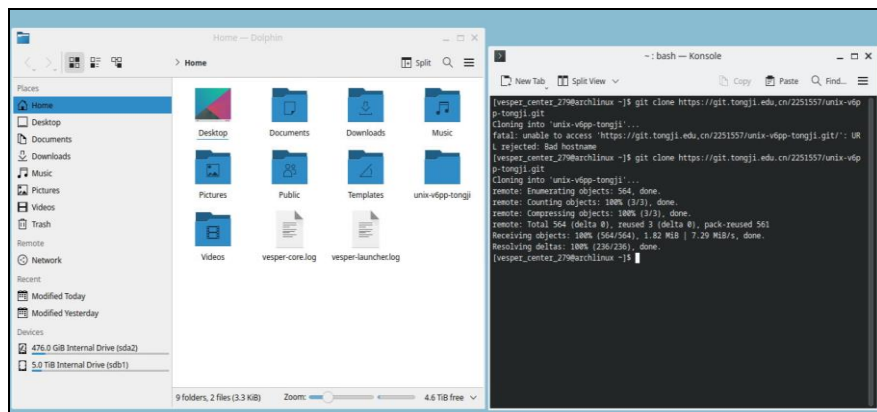 Home — Dolphin
> Home
Split
Places
Home
Desktop
Documents
Downloads
Music
Pictures
Videos
Trash
Remote
Network
Recent
Modified Today
Modified Yesterday
Devices
476.0 GiB Internal Drive (sda2)
5.0 TiB Internal Drive (sdb1)
Desktop
Documents
Downloads
Music
Pictures
Public
Templates
unix-v6pp-tongji
Videos
vesper-core.log
vesper-launcher.log
9 folders, 2 files (3.3 KiB)
Zoom:
4.6 TiB free
~ : bash — Konsole
New Tab
Split View
Copy
Paste
Find...
[vesper_center_279@archlinux ~]$ git clone https://git.tongji.edu,cn/2251557/unix-v6p
p-tongji.git
Cloning into 'unix-v6pp-tongji'...
fatal: unable to access 'https://git.tongji.edu,cn/2251557/unix-v6pp-tongji.git/': UR
L rejected: Bad hostname
[vesper_center_279@archlinux ~]$ git clone https://git.tongji.edu.cn/2251557/unix-v6p
p-tongji.git
Cloning into 'unix-v6pp-tongji'...
remote: Enumerating objects: 564, done.
remote: Counting objects: 100% (3/3), done.
remote: Compressing objects: 100% (3/3), done.
remote: Total 564 (delta 0), reused 3 (delta 0), pack-reused 561
Receiving objects: 100% (564/564), 1.82 MiB | 7.29 MiB/s, done.
Resolving deltas: 100% (236/236), done.
[vesper_center_279@archlinux ~]$